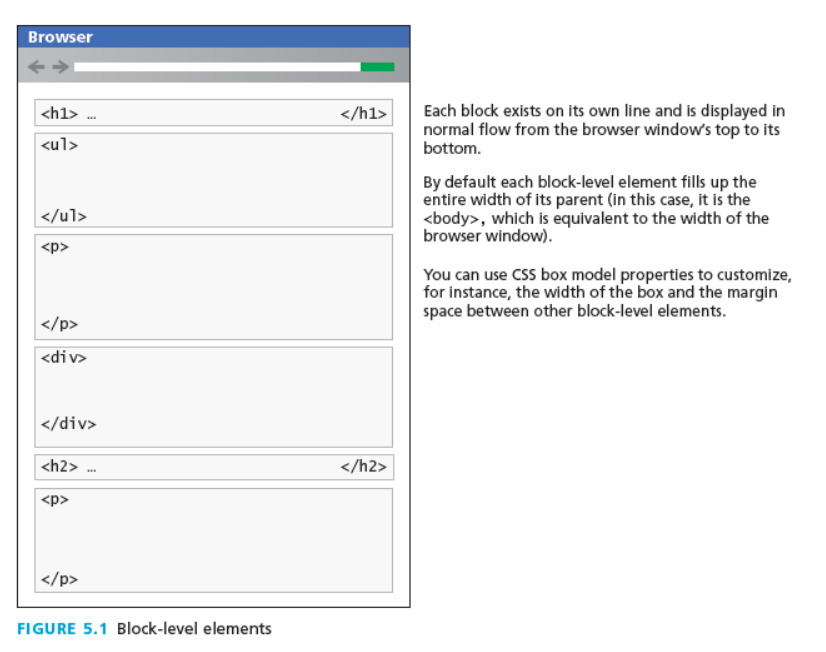 Browser
<h1> … </h1>
<ul>
</ul>
<p>
</p>
<div>
</div>
<h2> … </h2>
<p>
</p>
Each block exists on its own line and is displayed in
normal flow from the browser window's top to its
bottom.
By default each block-level element fills up the
entire width of its parent (in this case, it is the
<body>, which is equivalent to the width of the
browser window).
You can use CSS box model properties to customize,
for instance, the width of the box and the margin
space between other block-level elements.
FIGURE 5.1 Block-level elements